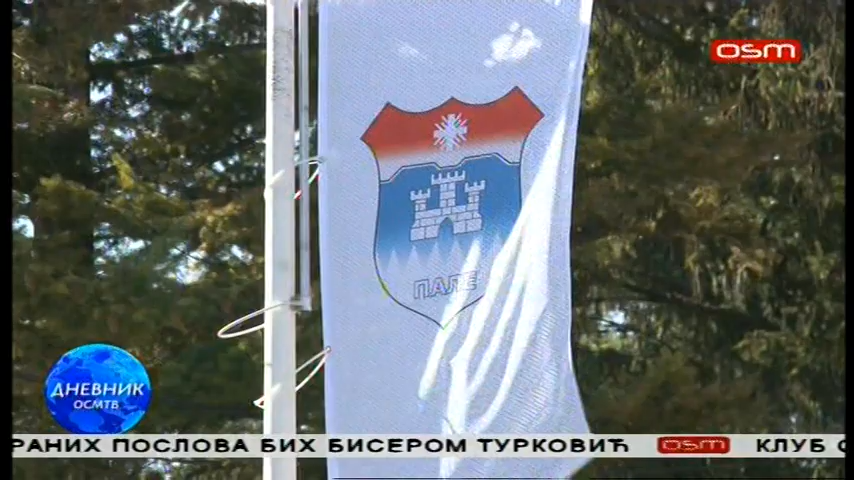 OSM
ПАЛЕ
ДНЕВНИК
ОСМТВ
РАНИХ ПОСЛОВА БИХ БИСЕРОМ ТУРКОВИЋ OSM КЛУБ